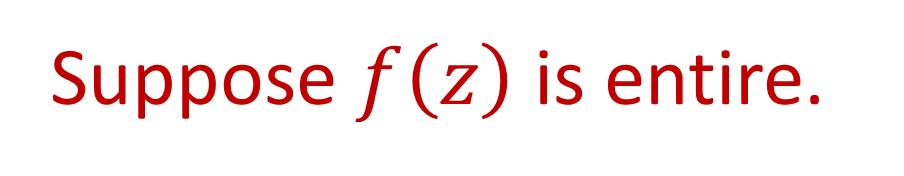 Suppose f(z) is entire.